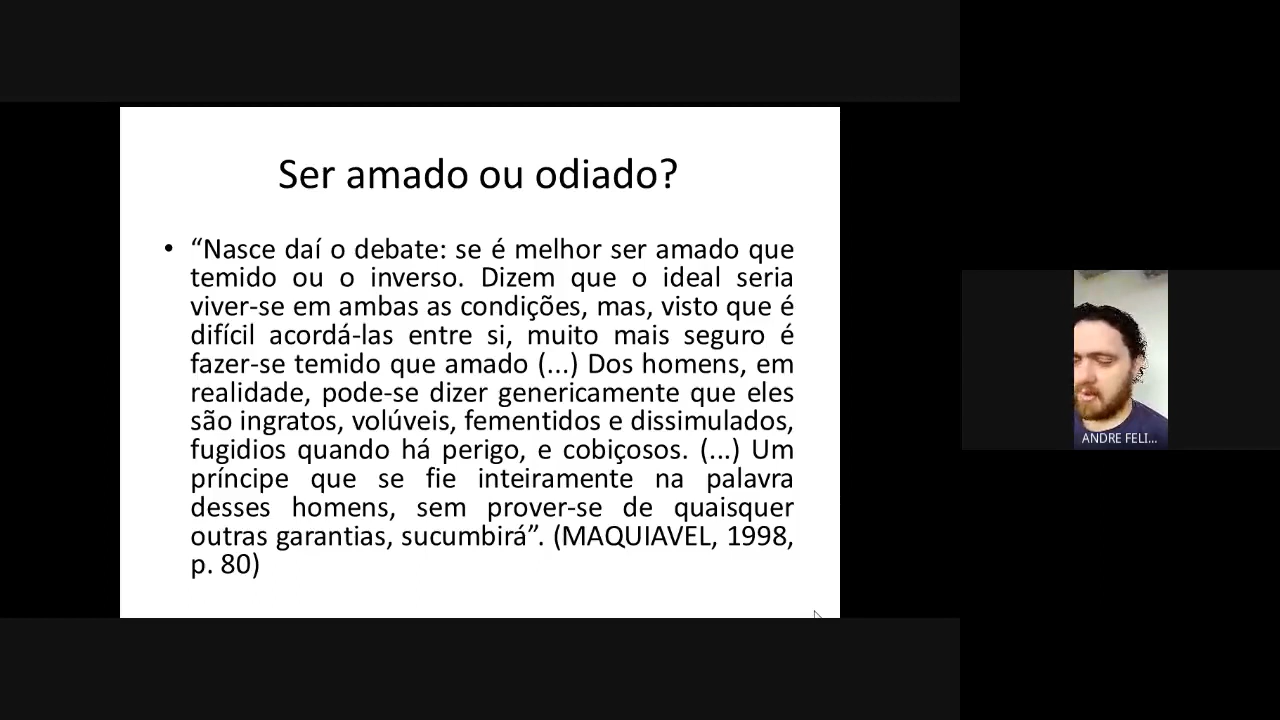 Ser amado ou odiado?
• “Nasce daí o debate: se é melhor ser amado que
temido ou o inverso. Dizem que o ideal seria
viver-se em ambas as condições, mas, visto que é
difícil acordá-las entre si, muito mais seguro é
fazer-se temido que amado (...) Dos homens, em
realidade, pode-se dizer genericamente que eles
são ingratos, volúveis, fementidos e dissimulados,
fugidios quando há perigo, e cobiçosos. (...) Um
príncipe que se fie inteiramente na palavra
desses homens, sem prover-se de quaisquer
outras garantias, sucumbirá”. (MAQUIAVEL, 1998,
p. 80)
ANDRE FELI...